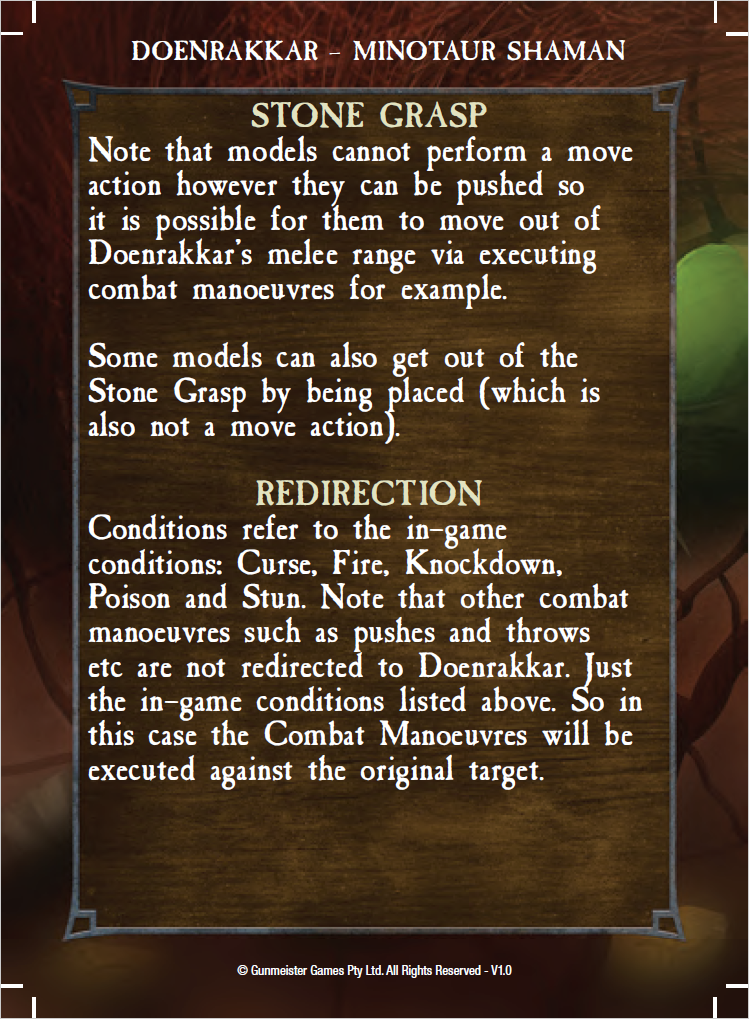 DOENRAKKAR - MINOTAUR SHAMAN
STONE GRASP
Note that models cannot perform a move
action however they can be pushed so
it is possible for them to move out of
Doenrakkar's melee range via executing
combat manoeuvres for example.
Some models can also get out of the
Stone Grasp by being placed (which is
also not a move action).
REDIRECTION
Conditions refer to the in-game
conditions: Curse, Fire, Knockdown,
Poison and Stun. Note that other combat
manoeuvres such as pushes and throws
etc are not redirected to Doenrakkar. Just
the in-game conditions listed above. So in
this case the Combat Manoeuvres will be
executed against the original target.
© Gunmeister Games Pty Ltd. All Rights Reserved - V1.0